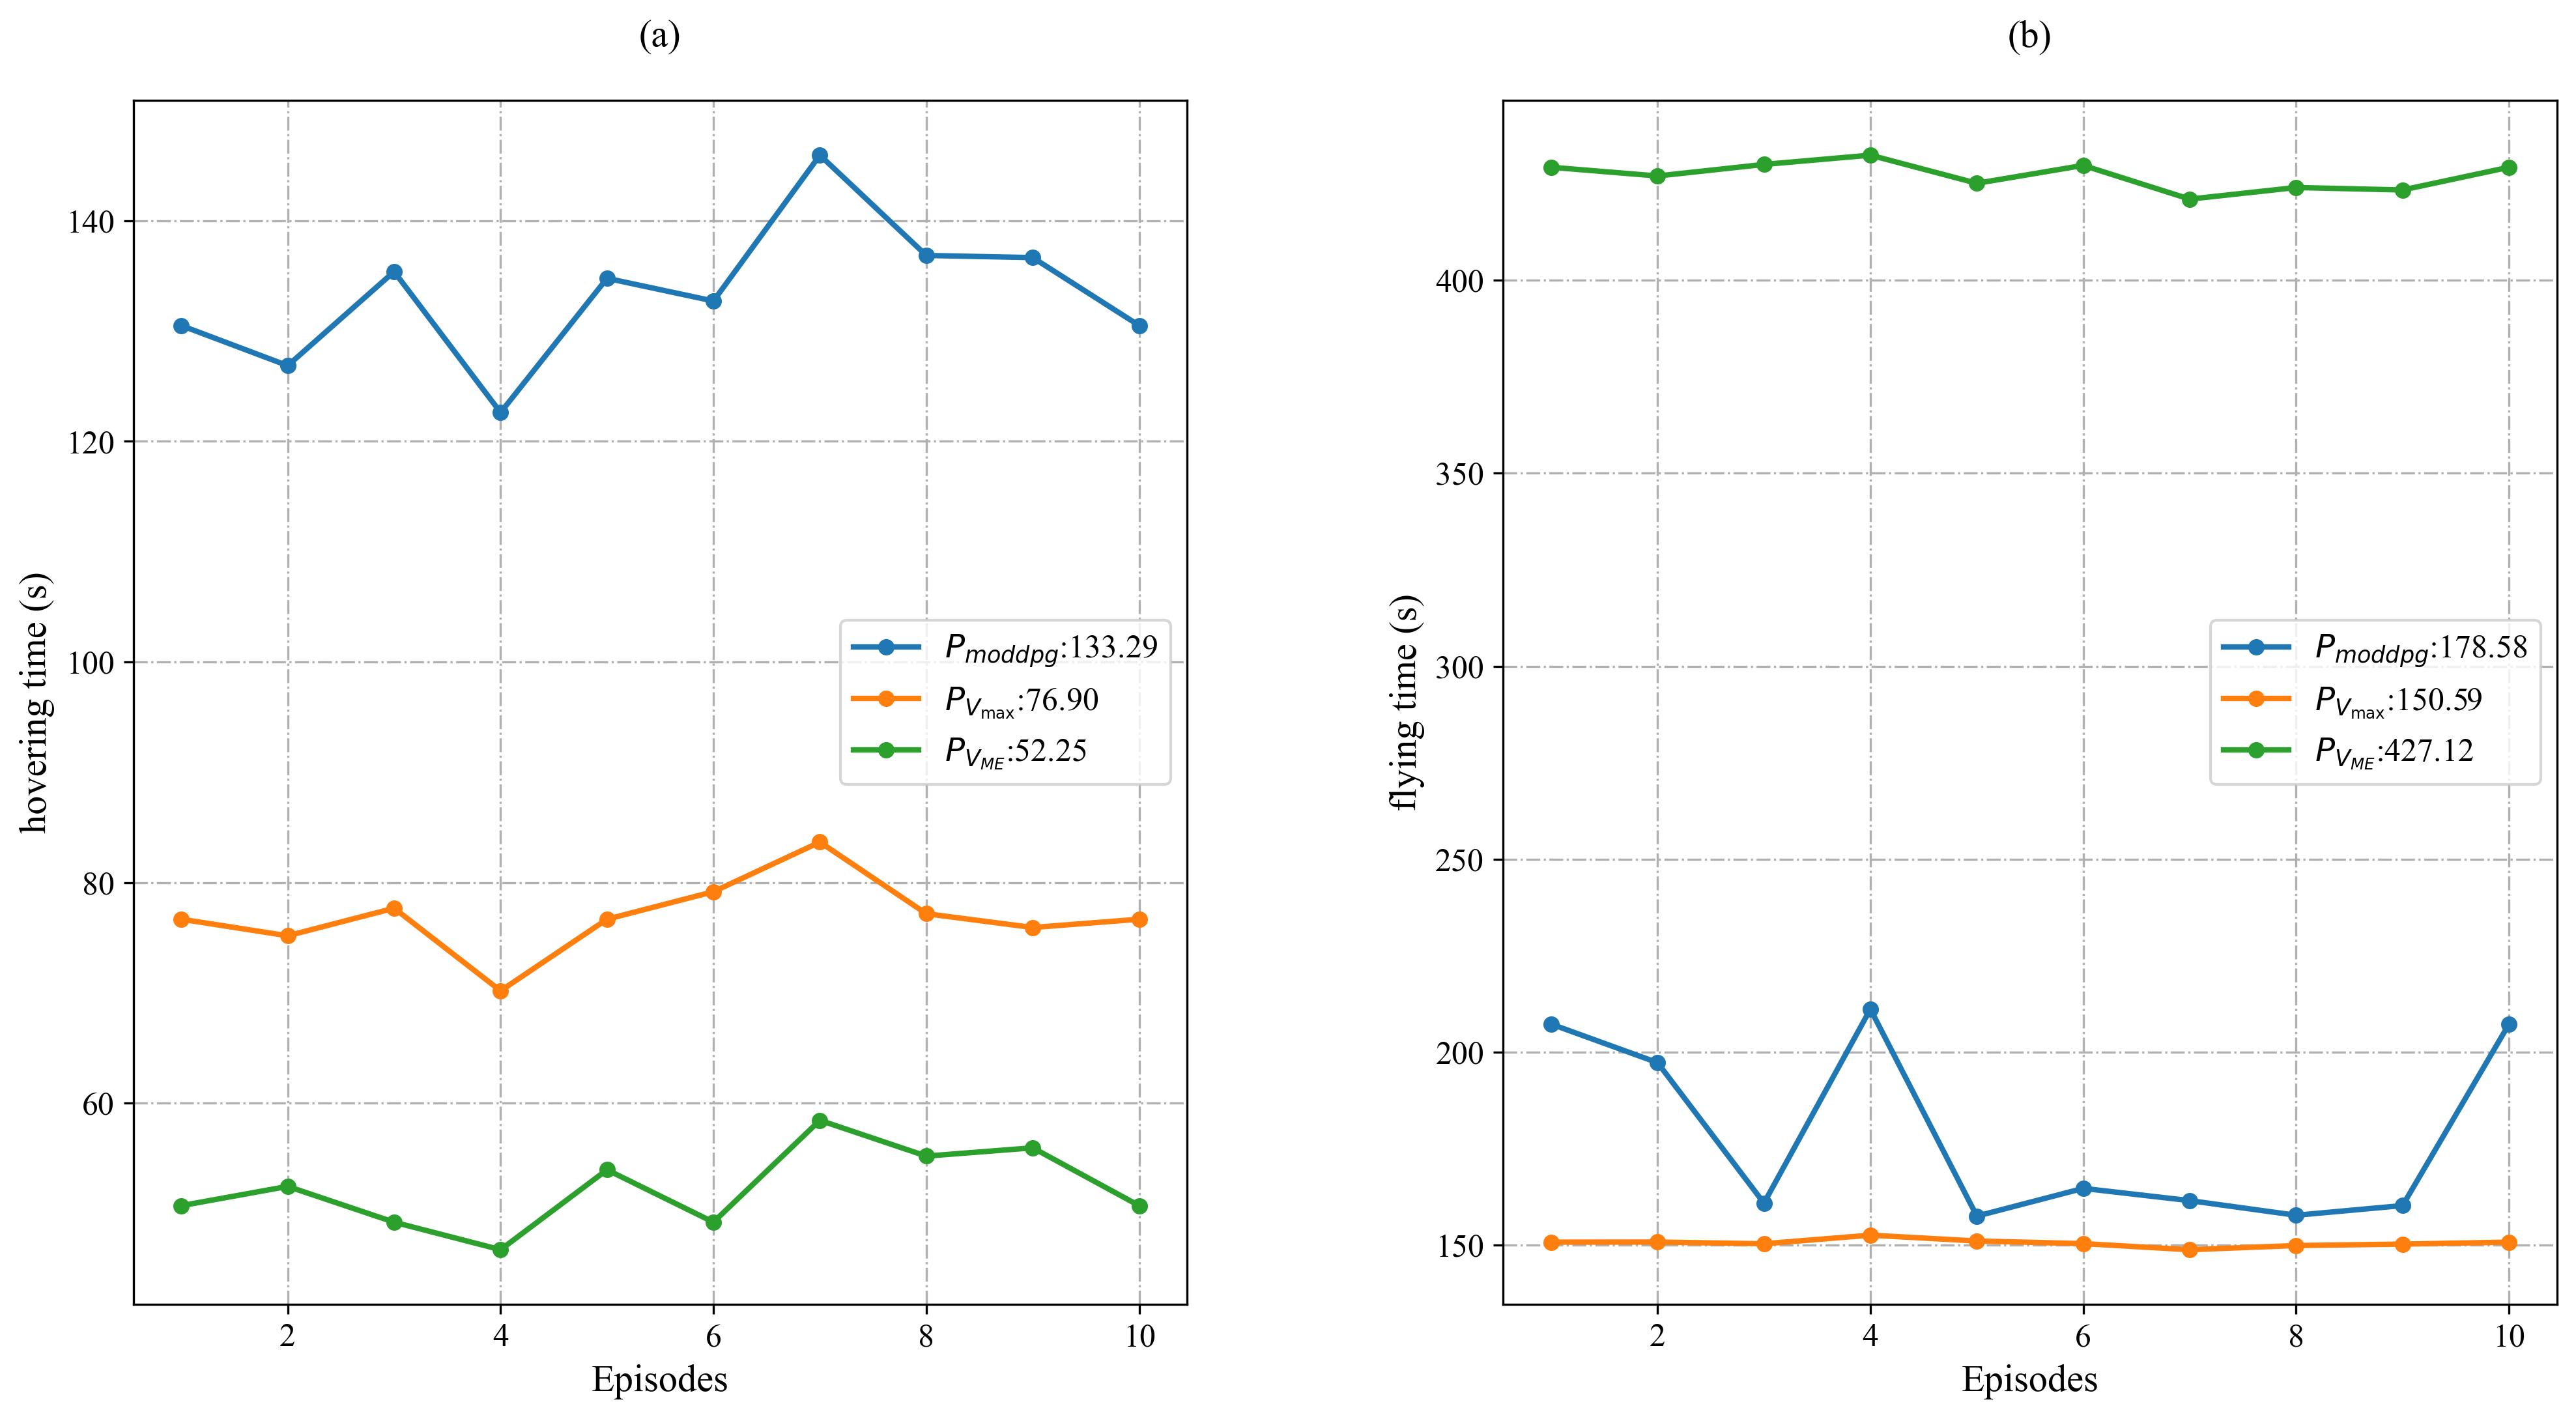 (a)
hovering time (s)
140
120
100
80
60
2 4 6 8 10
Episodes
P_moddpg:133.29
P_Vmax:76.90
P_VME:52.25
(b)
flying time (s)
400
350
300
250
200
150
2 4 6 8 10
Episodes
P_moddpg:178.58
P_Vmax:150.59
P_VME:427.12